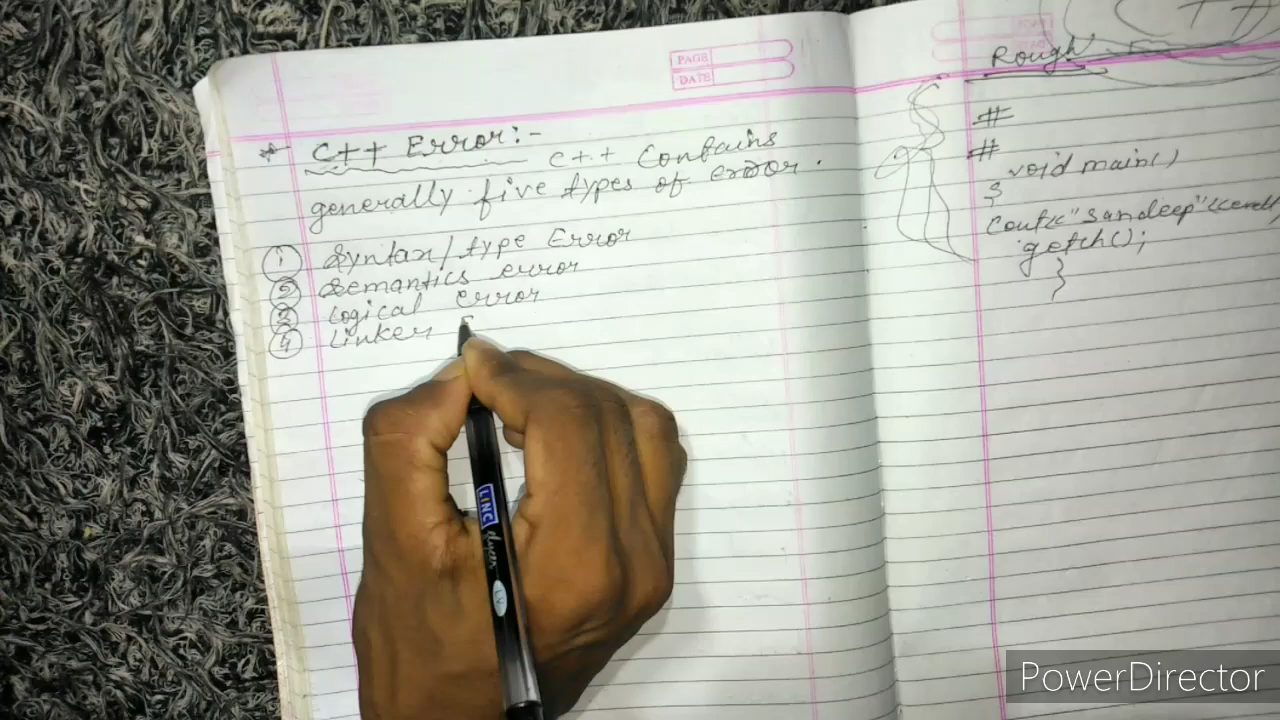 PAGE
DATE
* C++ Error:-
C++ Contains
generally five types of error.
① Syntax/type Error
② Semantics error
③ Logical error
④ Linker E
Rough
#
#
void main()
{
Cout<<"Sandeep"<<endl;
getch();
}
C++
LINC
PowerDirector